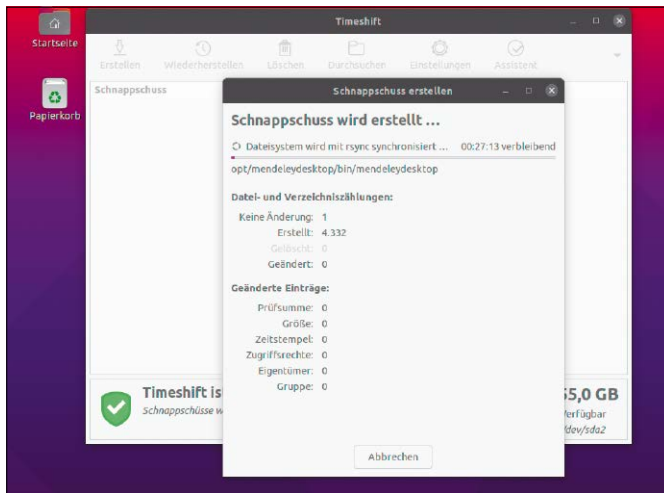 Startseite
Papierkorb
Timeshift
Erstellen Wiederherstellen Löschen Durchsuchen Einstellungen Assistent
Schnappschuss
Schnappschuss erstellen
Schnappschuss wird erstellt ...
Dateisystem wird mit rsync synchronisiert ... 00:27:13 verbleibend
opt/mendeleydesktop/bin/mendeleydesktop
Datei- und Verzeichniszählungen:
Keine Änderung: 1
Erstellt: 4.332
Gelöscht: 0
Geändert: 0
Geänderte Einträge:
Prüfsumme: 0
Größe: 0
Zeitstempel: 0
Zugriffsrechte: 0
Eigentümer: 0
Gruppe: 0
Abbrechen
Timeshift is
Schnappschüsse w
5,0 GB
erfügbar
/dev/sda2